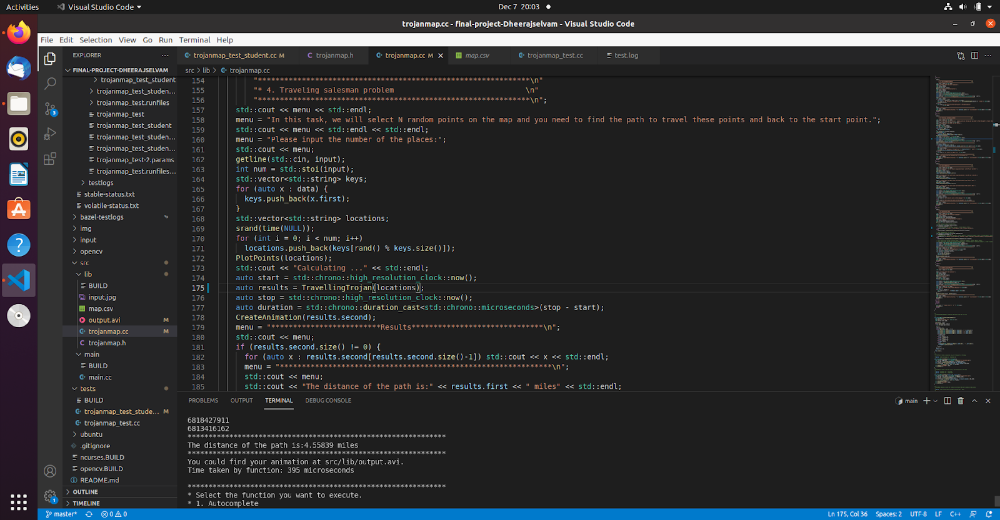 Activities
Visual Studio Code
Dec 7 20:03
trojanmap.cc - final-project-Dheerajselvam - Visual Studio Code
File Edit Selection View Go Run Terminal Help
EXPLORER
FINAL-PROJECT-DHEERAJSELVAM
trojanmap_test_student
trojanmap_test_studen...
trojanmap_test.runfiles
trojanmap_test
trojanmap_test_student
trojanmap_test_studen...
trojanmap_test_studen...
trojanmap_test-2.params
trojanmap_test.runfiles...
testlogs
stable-status.txt
volatile-status.txt
bazel-testlogs
img
input
opencv
src
lib
BUILD
input.jpg
map.csv
output.avi M
trojanmap.cc M
trojanmap.h
main
BUILD
main.cc
tests
BUILD
trojanmap_test_stude... M
trojanmap_test.cc
ubuntu
.gitignore
ncurses.BUILD
opencv.BUILD
README.md
OUTLINE
TIMELINE
3
1
trojanmap_test_student.cc M
trojanmap.h
trojanmap.cc M
map.csv
trojanmap_test.cc
test.log
src > lib > trojanmap.cc
154 "**************************************************************\n"
155 "* 4. Traveling salesman problem \n"
156 "**************************************************************\n";
157 std::cout << menu << std::endl;
158 menu = "In this task, we will select N random points on the map and you need to find the path to travel these points and back to the start point.";
159 std::cout << menu << std::endl << std::endl;
160 menu = "Please input the number of the places:";
161 std::cout << menu;
162 getline(std::cin, input);
163 int num = std::stoi(input);
164 std::vector<std::string> keys;
165 for (auto x : data) {
166 keys.push_back(x.first);
167 }
168 std::vector<std::string> locations;
169 srand(time(NULL));
170 for (int i = 0; i < num; i++)
171 locations.push_back(keys[rand() % keys.size()]);
172 PlotPoints(locations);
173 std::cout << "Calculating ..." << std::endl;
174 auto start = std::chrono::high_resolution_clock::now();
175 auto results = TravellingTrojan(locations);
176 auto stop = std::chrono::high_resolution_clock::now();
177 auto duration = std::chrono::duration_cast<std::chrono::microseconds>(stop - start);
178 CreateAnimation(results.second);
179 menu = "*************************Results******************************\n";
180 std::cout << menu;
181 if (results.second.size() != 0) {
182 for (auto x : results.second[results.second.size()-1]) std::cout << x << std::endl;
183 menu = "**************************************************************\n";
184 std::cout << menu;
185 std::cout << "The distance of the path is:" << results.first << " miles" << std::endl;
PROBLEMS OUTPUT TERMINAL DEBUG CONSOLE
main
6818427911
6813416162
**************************************************************
The distance of the path is:4.55839 miles
**************************************************************
You could find your animation at src/lib/output.avi.
Time taken by function: 395 microseconds
**************************************************************
* Select the function you want to execute.
* 1. Autocomplete
master* 0 0 Ln 175, Col 36 Spaces: 2 UTF-8 LF C++